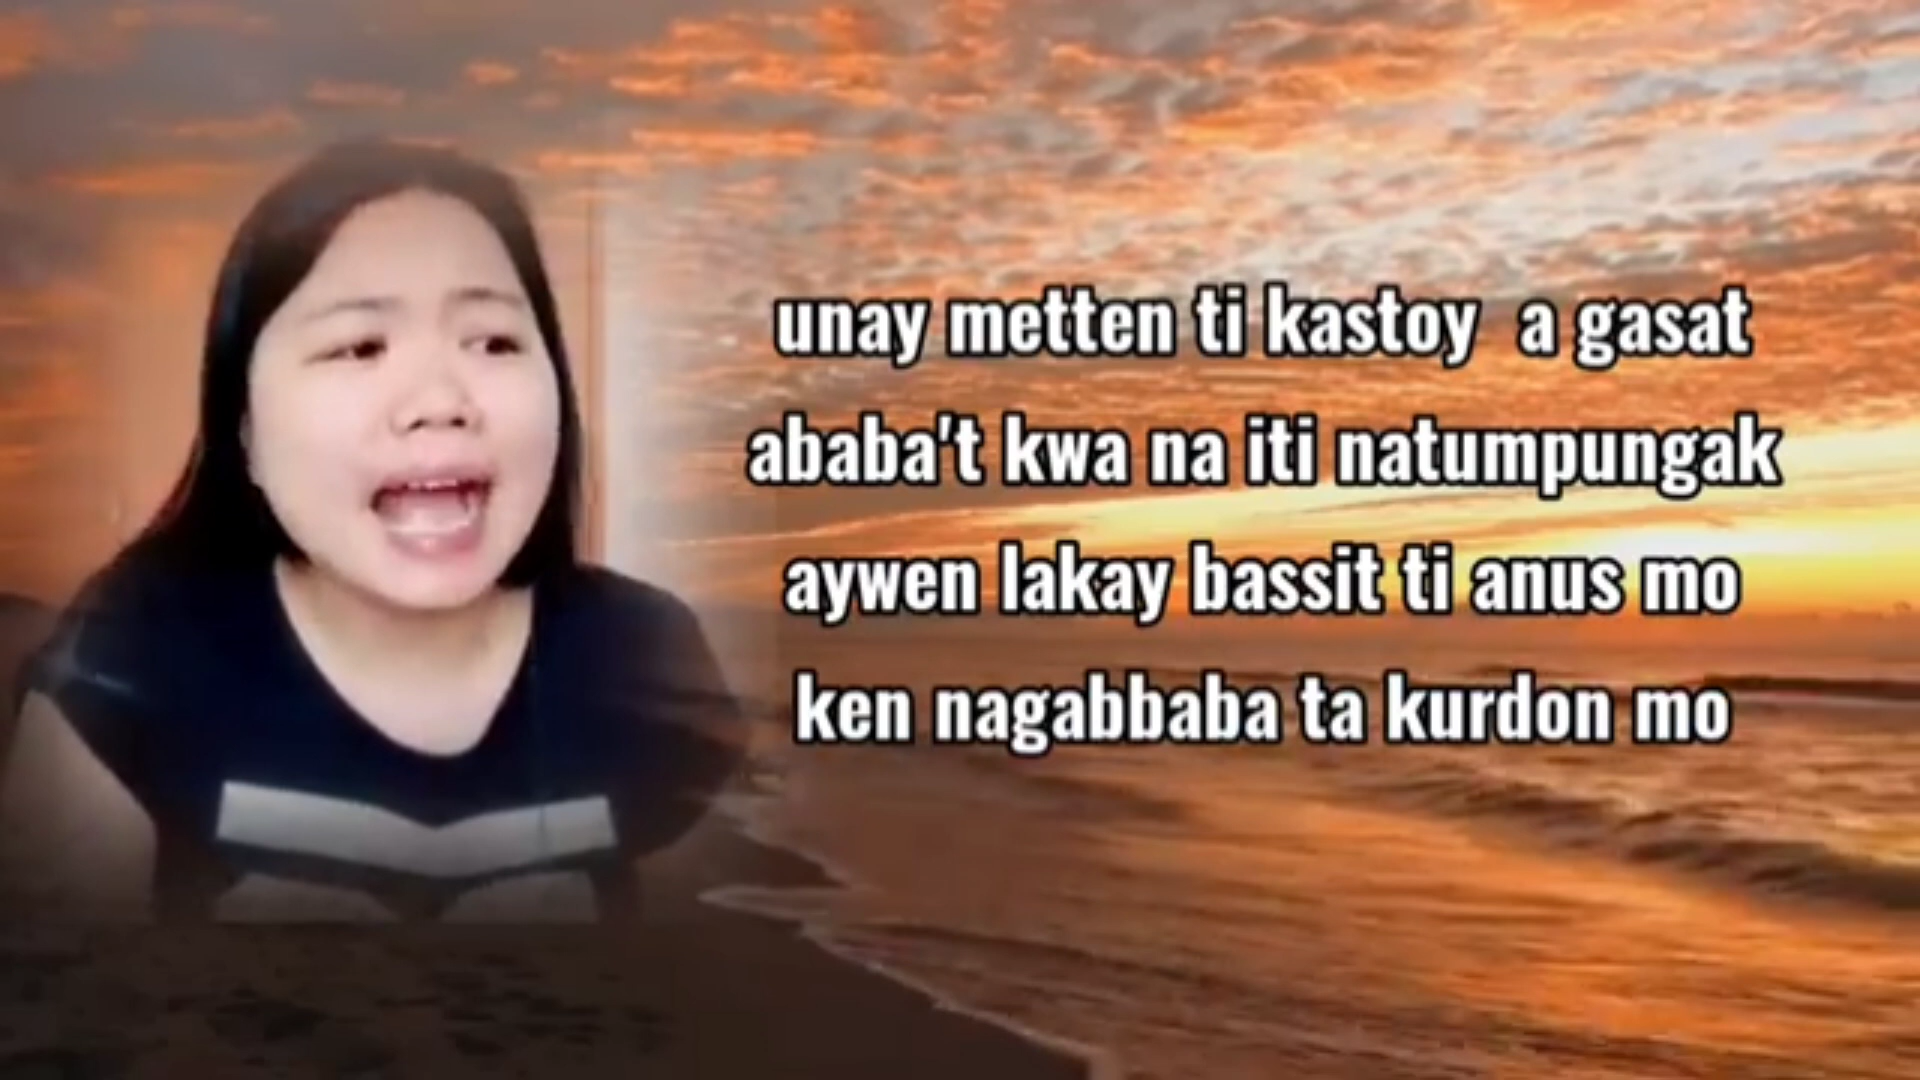 unay metten ti kastoy a gasat
ababa't kwa na iti natumpungak
aywen lakay bassit ti anus mo
ken nagabbaba ta kurdon mo